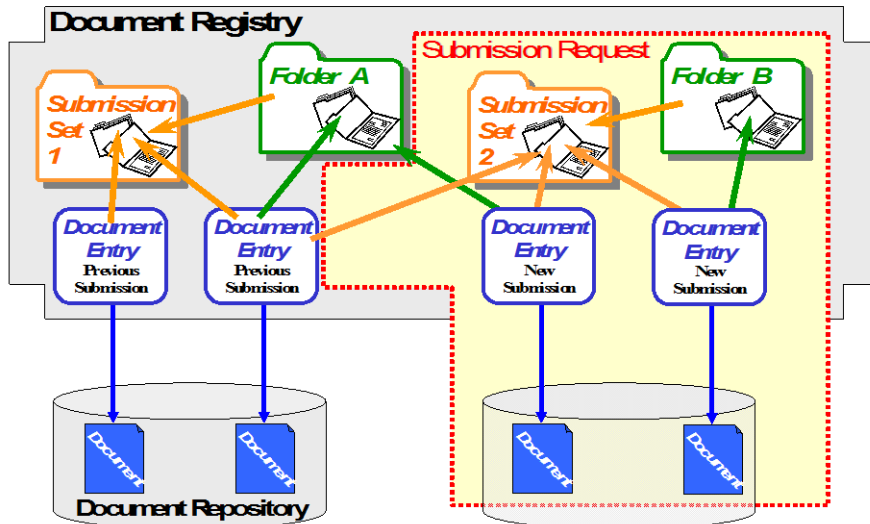 Document Registry
Submission Request
Folder A
Folder B
Submission
Set
1
Submission
Set
2
Document
Entry
Previous
Submission
Document
Entry
Previous
Submission
Document
Entry
New
Submission
Document
Entry
New
Submission
Document
Document
Document
Document
Document Repository